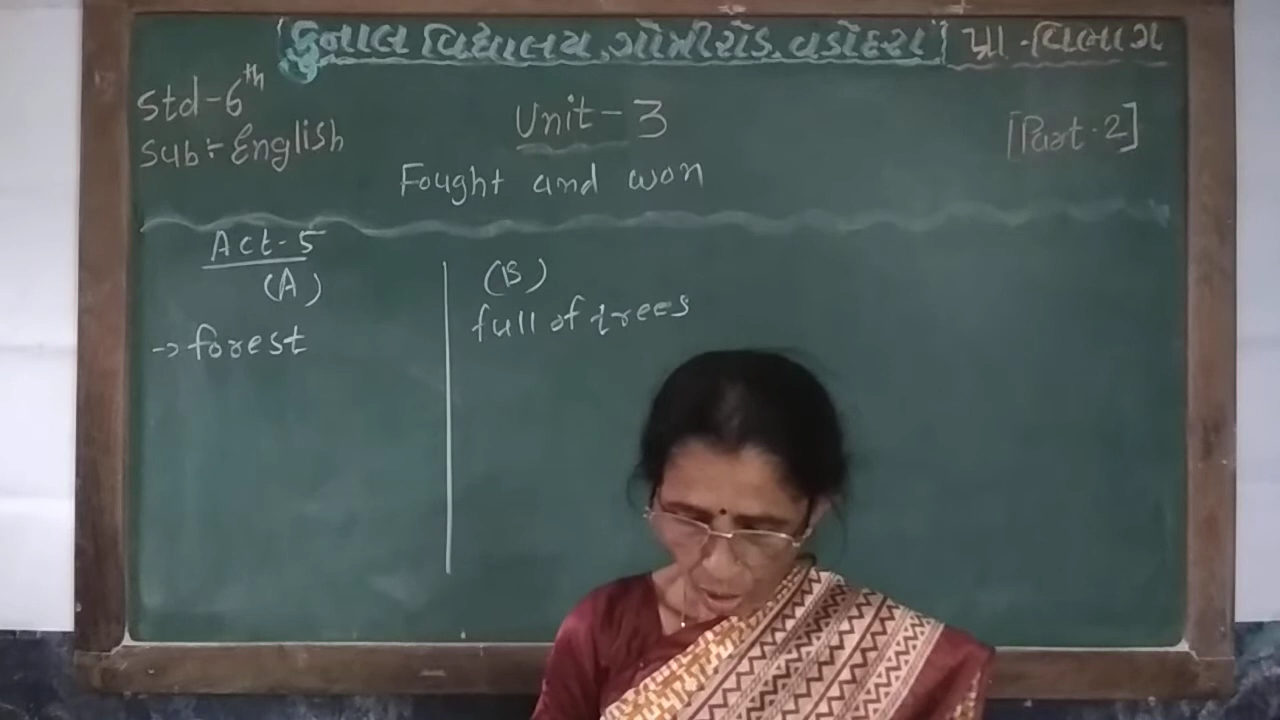 [કુનાલ વિદ્યાલય, ગોત્રીરોડ, વડોદરા] પ્રા.વિભાગ
Std-6th
Sub:-English
Unit-3
[Part-2]
Fought and won
Act-5
(A)
(B)
->forest
full of trees